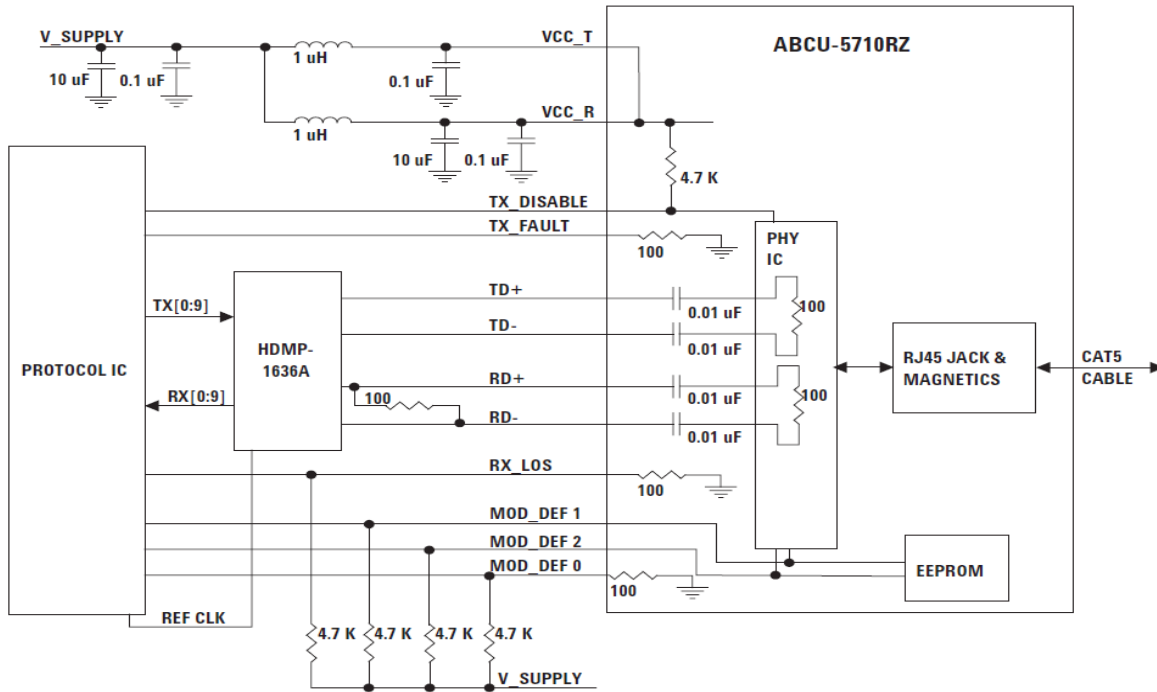 V_SUPPLY
VCC_T
ABCU-5710RZ
1 uH
10 uF
0.1 uF
0.1 uF
VCC_R
1 uH
10 uF
0.1 uF
4.7 K
TX_DISABLE
TX_FAULT
100
PHY
IC
TX[0:9]
TD+
0.01 uF
100
TD-
0.01 uF
HDMP-
1636A
PROTOCOL IC
RJ45 JACK &
MAGNETICS
CAT5
CABLE
RD+
RX[0:9]
100
0.01 uF
100
RD-
0.01 uF
RX_LOS
100
MOD_DEF 1
MOD_DEF 2
MOD_DEF 0
100
EEPROM
REF CLK
4.7 K
4.7 K
4.7 K
4.7 K
V_SUPPLY